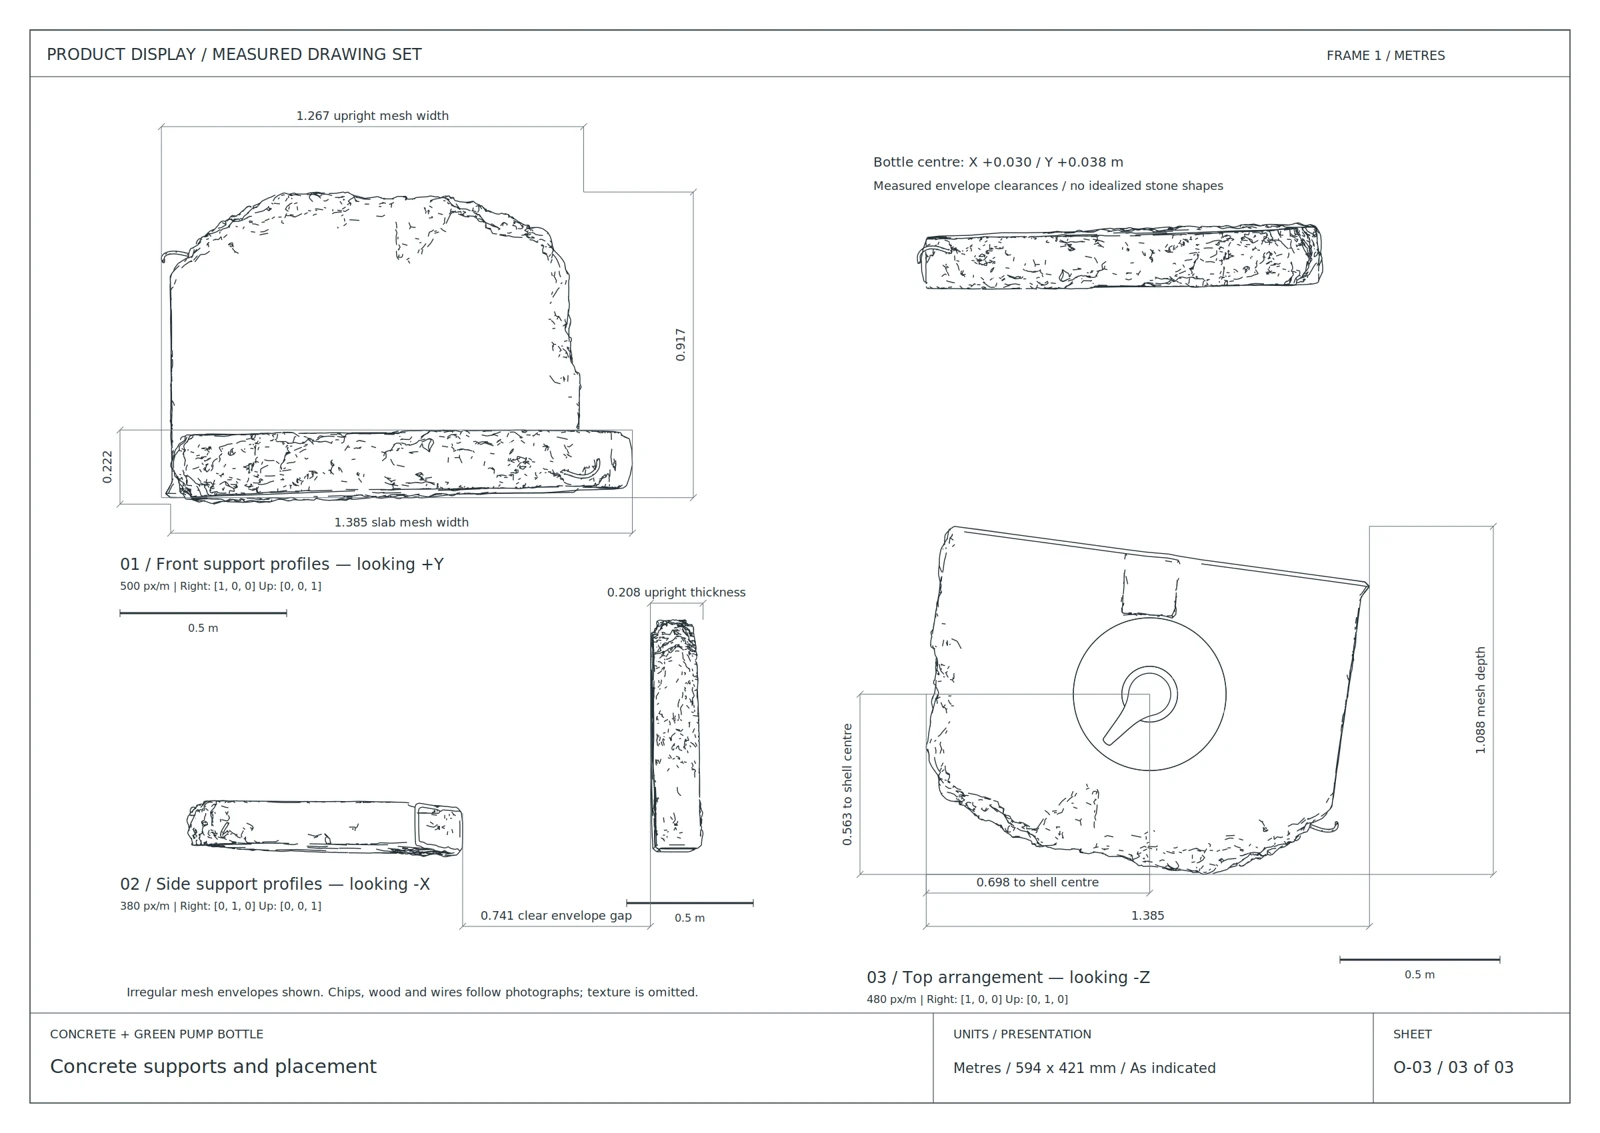 PRODUCT DISPLAY / MEASURED DRAWING SET
FRAME 1 / METRES
1.267 upright mesh width
0.917
0.222
1.385 slab mesh width
01 / Front support profiles — looking +Y
500 px/m | Right: [1, 0, 0] Up: [0, 0, 1]
0.5 m
Bottle centre: X +0.030 / Y +0.038 m
Measured envelope clearances / no idealized stone shapes
0.208 upright thickness
02 / Side support profiles — looking -X
380 px/m | Right: [0, 1, 0] Up: [0, 0, 1]
0.741 clear envelope gap
0.5 m
1.088 mesh depth
0.563 to shell centre
0.698 to shell centre
1.385
03 / Top arrangement — looking -Z
480 px/m | Right: [1, 0, 0] Up: [0, 1, 0]
0.5 m
Irregular mesh envelopes shown. Chips, wood and wires follow photographs; texture is omitted.
CONCRETE + GREEN PUMP BOTTLE
Concrete supports and placement
UNITS / PRESENTATION
Metres / 594 x 421 mm / As indicated
SHEET
O-03 / 03 of 03